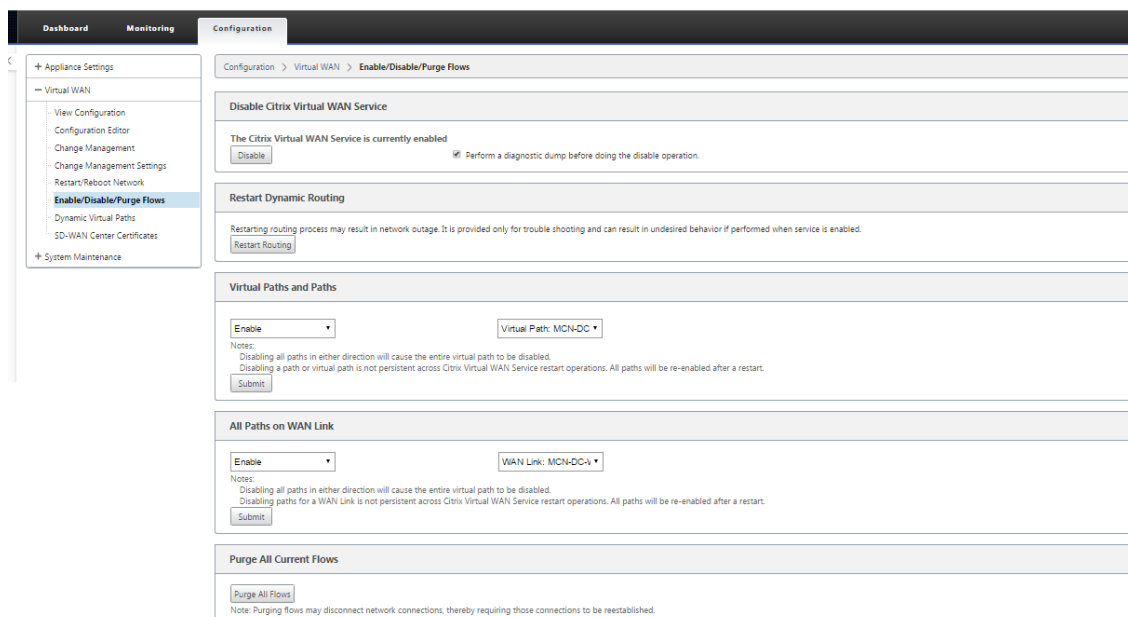 Dashboard Monitoring Configuration
+ Appliance Settings
− Virtual WAN
View Configuration
Configuration Editor
Change Management
Change Management Settings
Restart/Reboot Network
Enable/Disable/Purge Flows
Dynamic Virtual Paths
SD-WAN Center Certificates
+ System Maintenance
Configuration > Virtual WAN > Enable/Disable/Purge Flows
Disable Citrix Virtual WAN Service
The Citrix Virtual WAN Service is currently enabled
Disable Perform a diagnostic dump before doing the disable operation.
Restart Dynamic Routing
Restarting routing process may result in network outage. It is provided only for trouble shooting and can result in undesired behavior if performed when service is enabled.
Restart Routing
Virtual Paths and Paths
Enable Virtual Path: MCN-DC
Notes:
Disabling all paths in either direction will cause the entire virtual path to be disabled.
Disabling a path or virtual path is not persistent across Citrix Virtual WAN Service restart operations. All paths will be re-enabled after a restart.
Submit
All Paths on WAN Link
Enable WAN Link: MCN-DC-
Notes:
Disabling all paths in either direction will cause the entire virtual path to be disabled.
Disabling paths for a WAN Link is not persistent across Citrix Virtual WAN Service restart operations. All paths will be re-enabled after a restart.
Submit
Purge All Current Flows
Purge All Flows
Note: Purging flows may disconnect network connections, thereby requiring those connections to be reestablished.